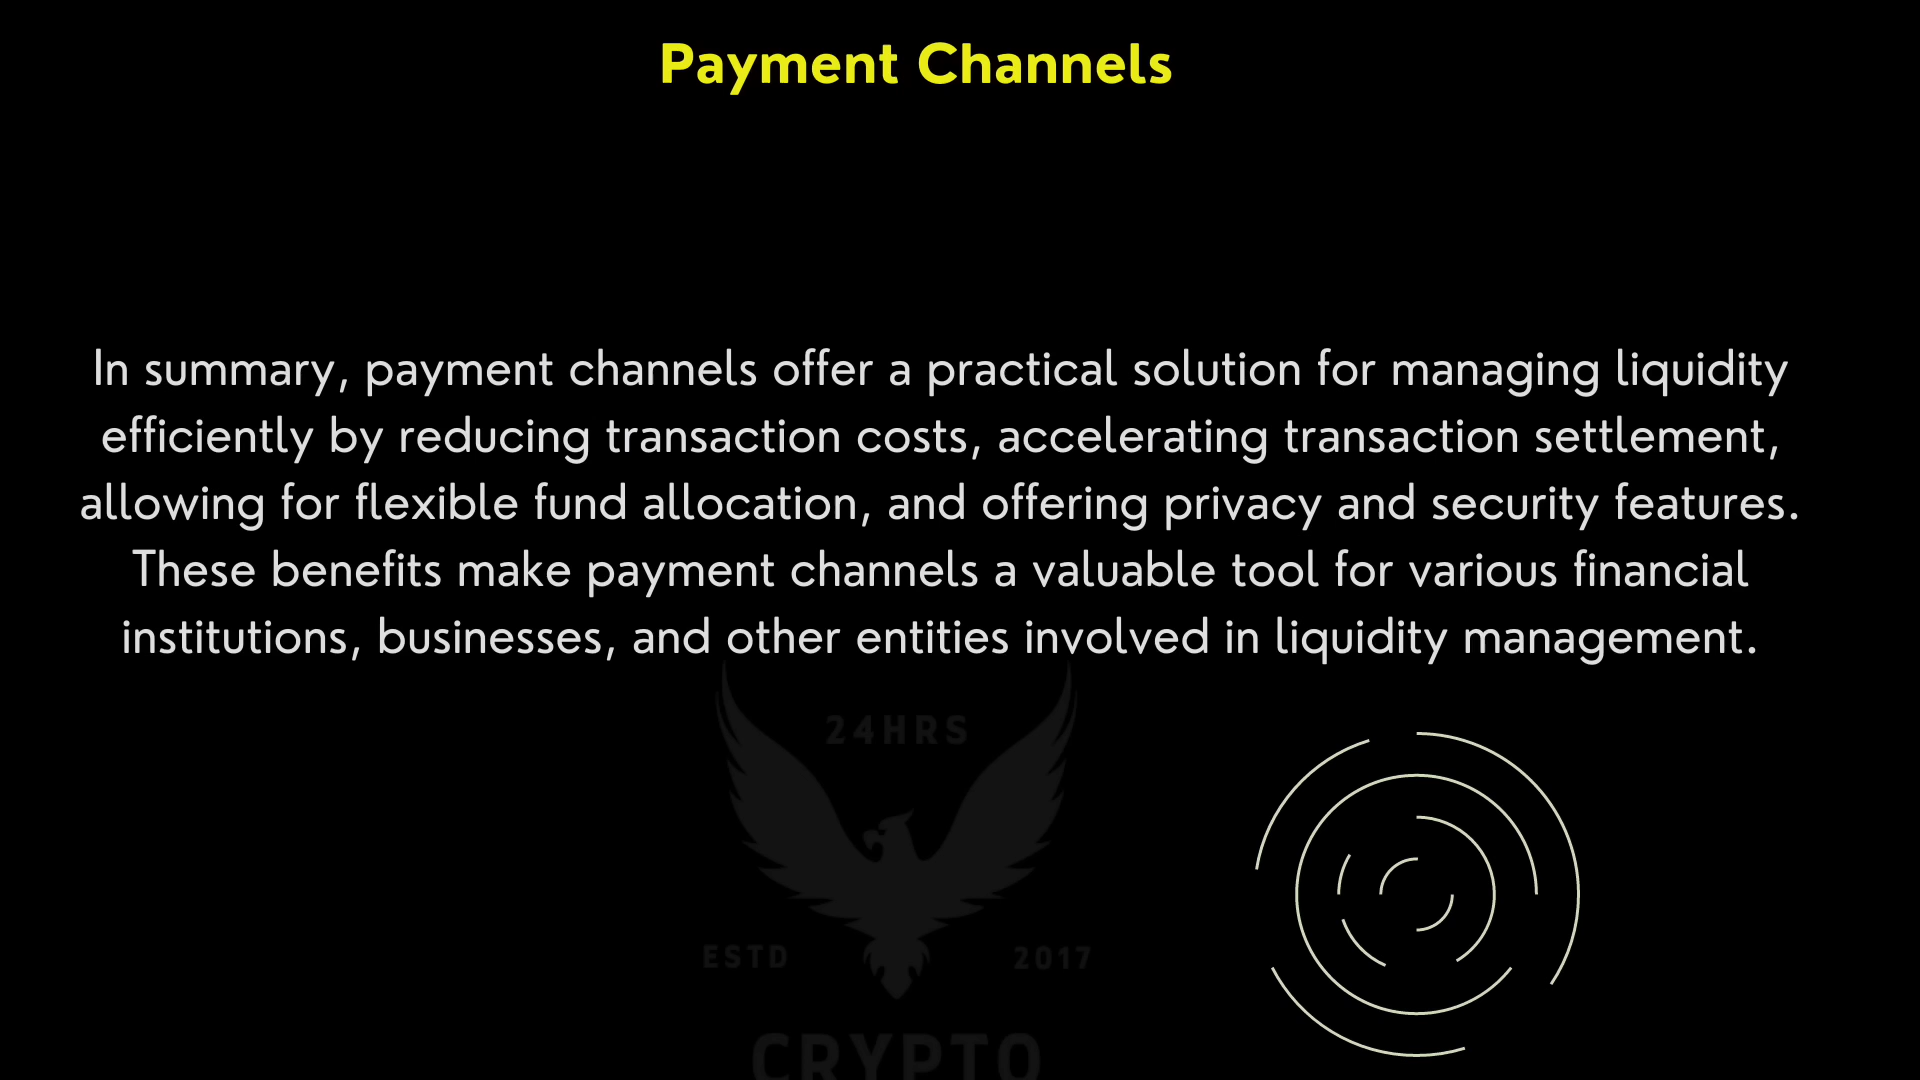 Payment Channels
In summary, payment channels offer a practical solution for managing liquidity
efficiently by reducing transaction costs, accelerating transaction settlement,
allowing for flexible fund allocation, and offering privacy and security features.
These benefits make payment channels a valuable tool for various financial
institutions, businesses, and other entities involved in liquidity management.
24HRS
ESTD 2017
CRYPTO